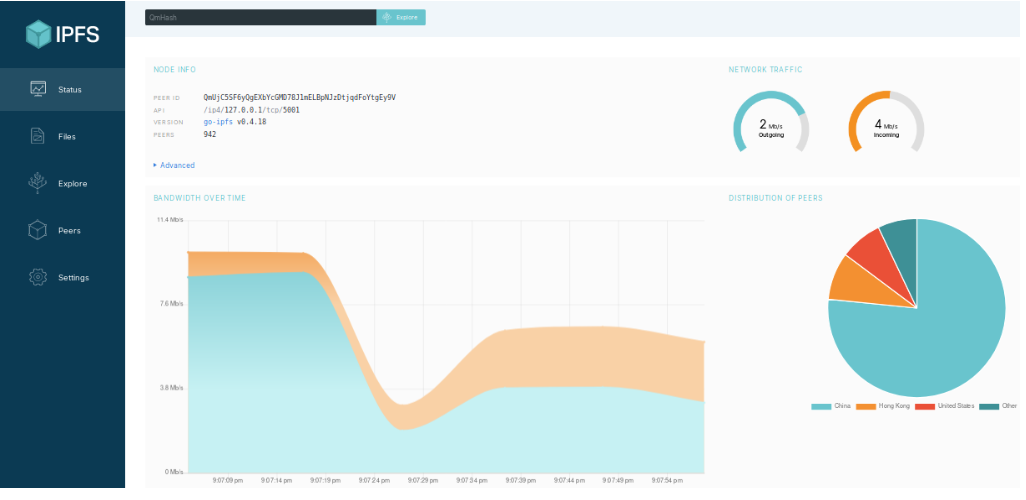 IPFS
QmHash
Explore
Status
Files
Explore
Peers
Settings
NODE INFO
PEER ID QmUjC5SF6yQgEXbYcGMD78J1mELBpNJzDtjqdFoYtgEy9V
API /ip4/127.0.0.1/tcp/5001
VERSION go-ipfs v0.4.18
PEERS 942
Advanced
NETWORK TRAFFIC
2 Mb/s
Outgoing
4 Mb/s
Incoming
BANDWIDTH OVER TIME
11.4 Mb/s
7.6 Mb/s
3.8 Mb/s
0 Mb/s
9:07:09 pm 9:07:14 pm 9:07:19 pm 9:07:24 pm 9:07:29 pm 9:07:34 pm 9:07:39 pm 9:07:44 pm 9:07:49 pm 9:07:54 pm
DISTRIBUTION OF PEERS
China Hong Kong United States Other